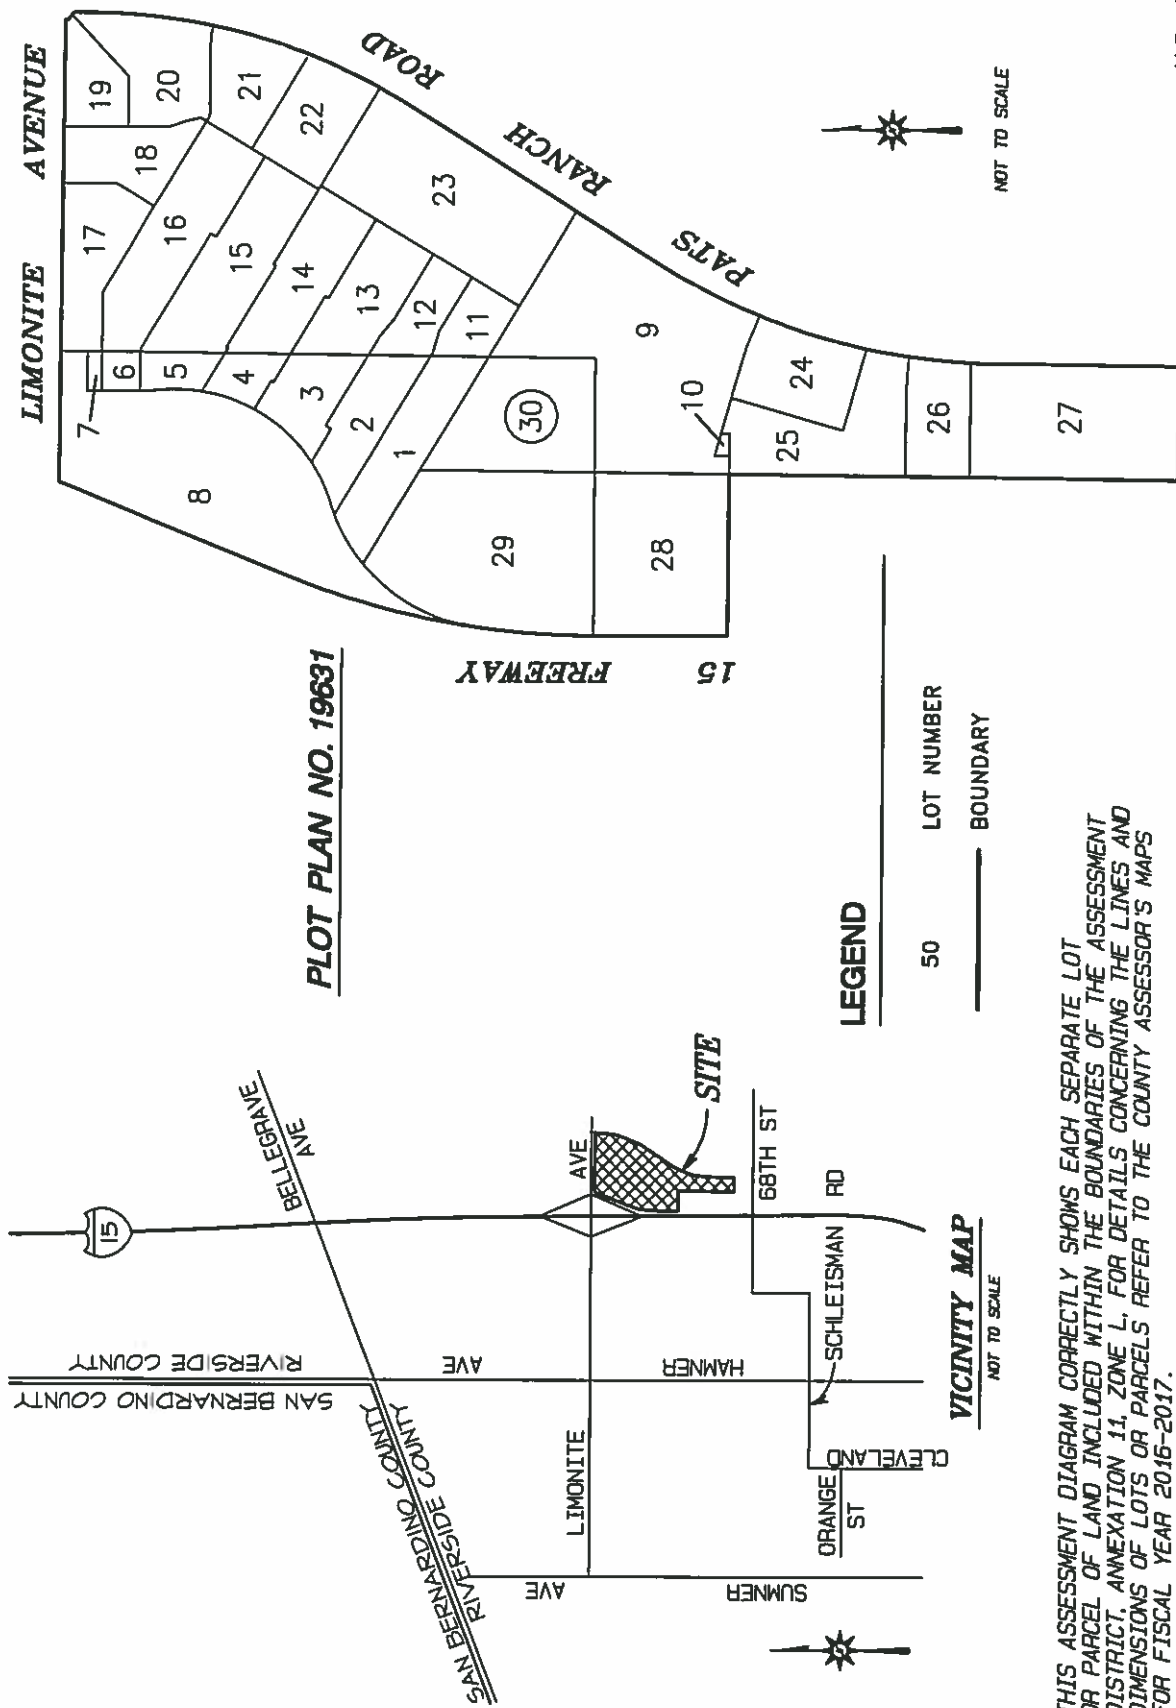 LIMONITE AVENUE
PATS RANCH ROAD
15 FREEWAY
1
2
3
4
5
6
7
8
9
10
11
12
13
14
15
16
17
18
19
20
21
22
23
24
25
26
27
28
29
30
NOT TO SCALE
PLOT PLAN NO. 19631
LEGEND
50 LOT NUMBER
BOUNDARY
15
BELLEGRAVE
AVE
SAN BERNARDINO COUNTY
RIVERSIDE COUNTY
SAN BERNARDINO COUNTY
RIVERSIDE COUNTY
LIMONITE AVE
HAMNER AVE
SUMNER AVE
SITE
68TH ST
SCHLEISMAN RD
CLEVELAND
ORANGE
ST
VICINITY MAP
NOT TO SCALE
THIS ASSESSMENT DIAGRAM CORRECTLY SHOWS EACH SEPARATE LOT
OR PARCEL OF LAND INCLUDED WITHIN THE BOUNDARIES OF THE ASSESSMENT
DISTRICT, ANNEXATION 11, ZONE L. FOR DETAILS CONCERNING THE LINES AND
DIMENSIONS OF LOTS OR PARCELS REFER TO THE COUNTY ASSESSOR'S MAPS
FOR FISCAL YEAR 2016-2017.